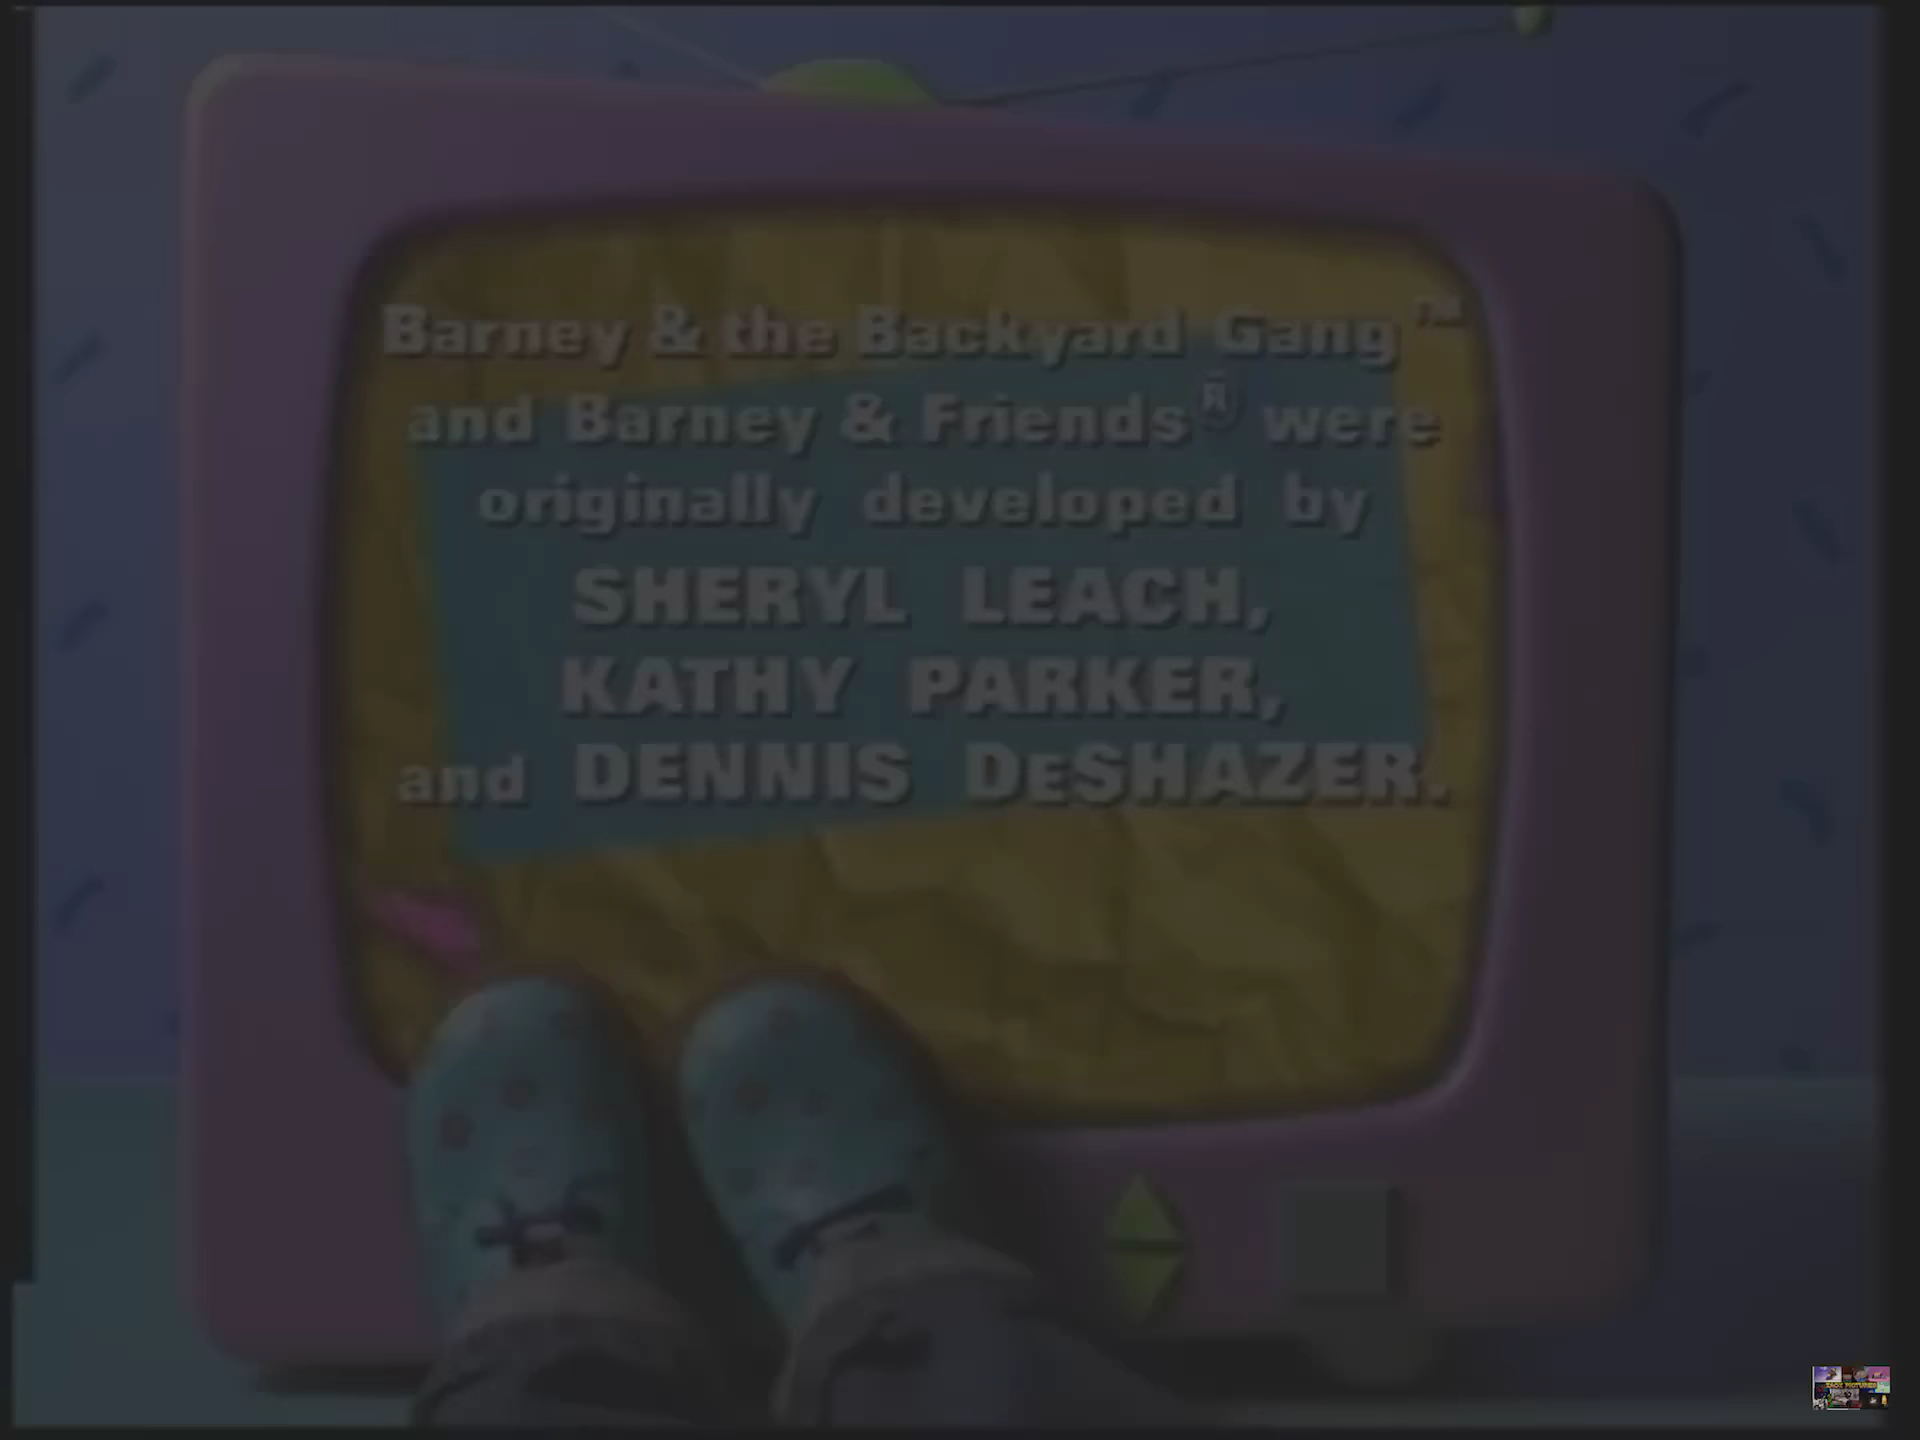 Barney & the Backyard Gang™
and Barney & Friends® were
originally developed by
SHERYL LEACH,
KATHY PARKER,
and DENNIS DeSHAZER.